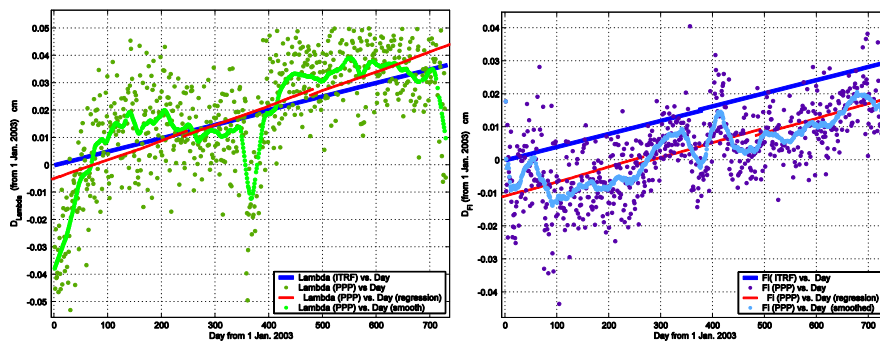 0.05
0.04
0.03
0.02
0.01
0
-0.01
-0.02
-0.03
-0.04
-0.05
D Lambda (from 1 Jan. 2003) cm
Lambda (ITRF) vs. Day
Lambda (PPP) vs. Day
Lambda (PPP) vs. Day (regression)
Lambda (PPP) vs. Day (smooth)
0 100 200 300 400 500 600 700
Day from 1 Jan. 2003
0.04
0.03
0.02
0.01
0
-0.01
-0.02
-0.03
-0.04
D Fi (from 1 Jan. 2003) cm
Fi( ITRF) vs. Day
Fi (PPP) vs. Day
Fi (PPP) vs. Day (regression)
Fi (PPP) vs. Day (smoothed)
0 100 200 300 400 500 600 700
Day from 1 Jan. 2003